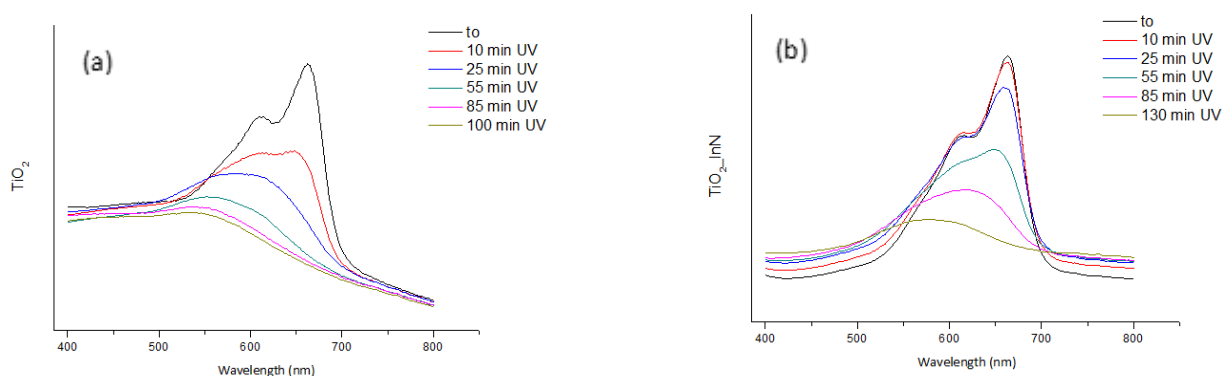 (a)
to
10 min UV
25 min UV
55 min UV
85 min UV
100 min UV
TiO2
400 500 600 700 800
Wavelength (nm)
(b)
to
10 min UV
25 min UV
55 min UV
85 min UV
130 min UV
TiO2_InN
400 500 600 700 800
Wavelength (nm)